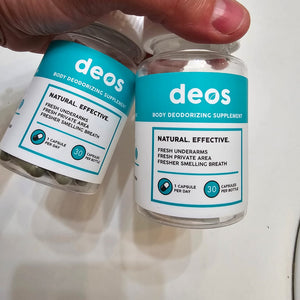 deos
BODY DEODORIZING SUPPLEMENT
NATURAL. EFFECTIVE.
FRESH UNDERARMS
FRESH PRIVATE AREA
FRESHER SMELLING BREATH
1 CAPSULE
PER DAY
30
CAPSULES
PER BOTTLE
deos
BODY DEODORIZING SUPPLEMENT
NATURAL. EFFECTIVE.
FRESH UNDERARMS
FRESH PRIVATE AREA
FRESHER SMELLING BREATH
1 CAPSULE
PER DAY
30
CAPSULES
PER BOTTLE